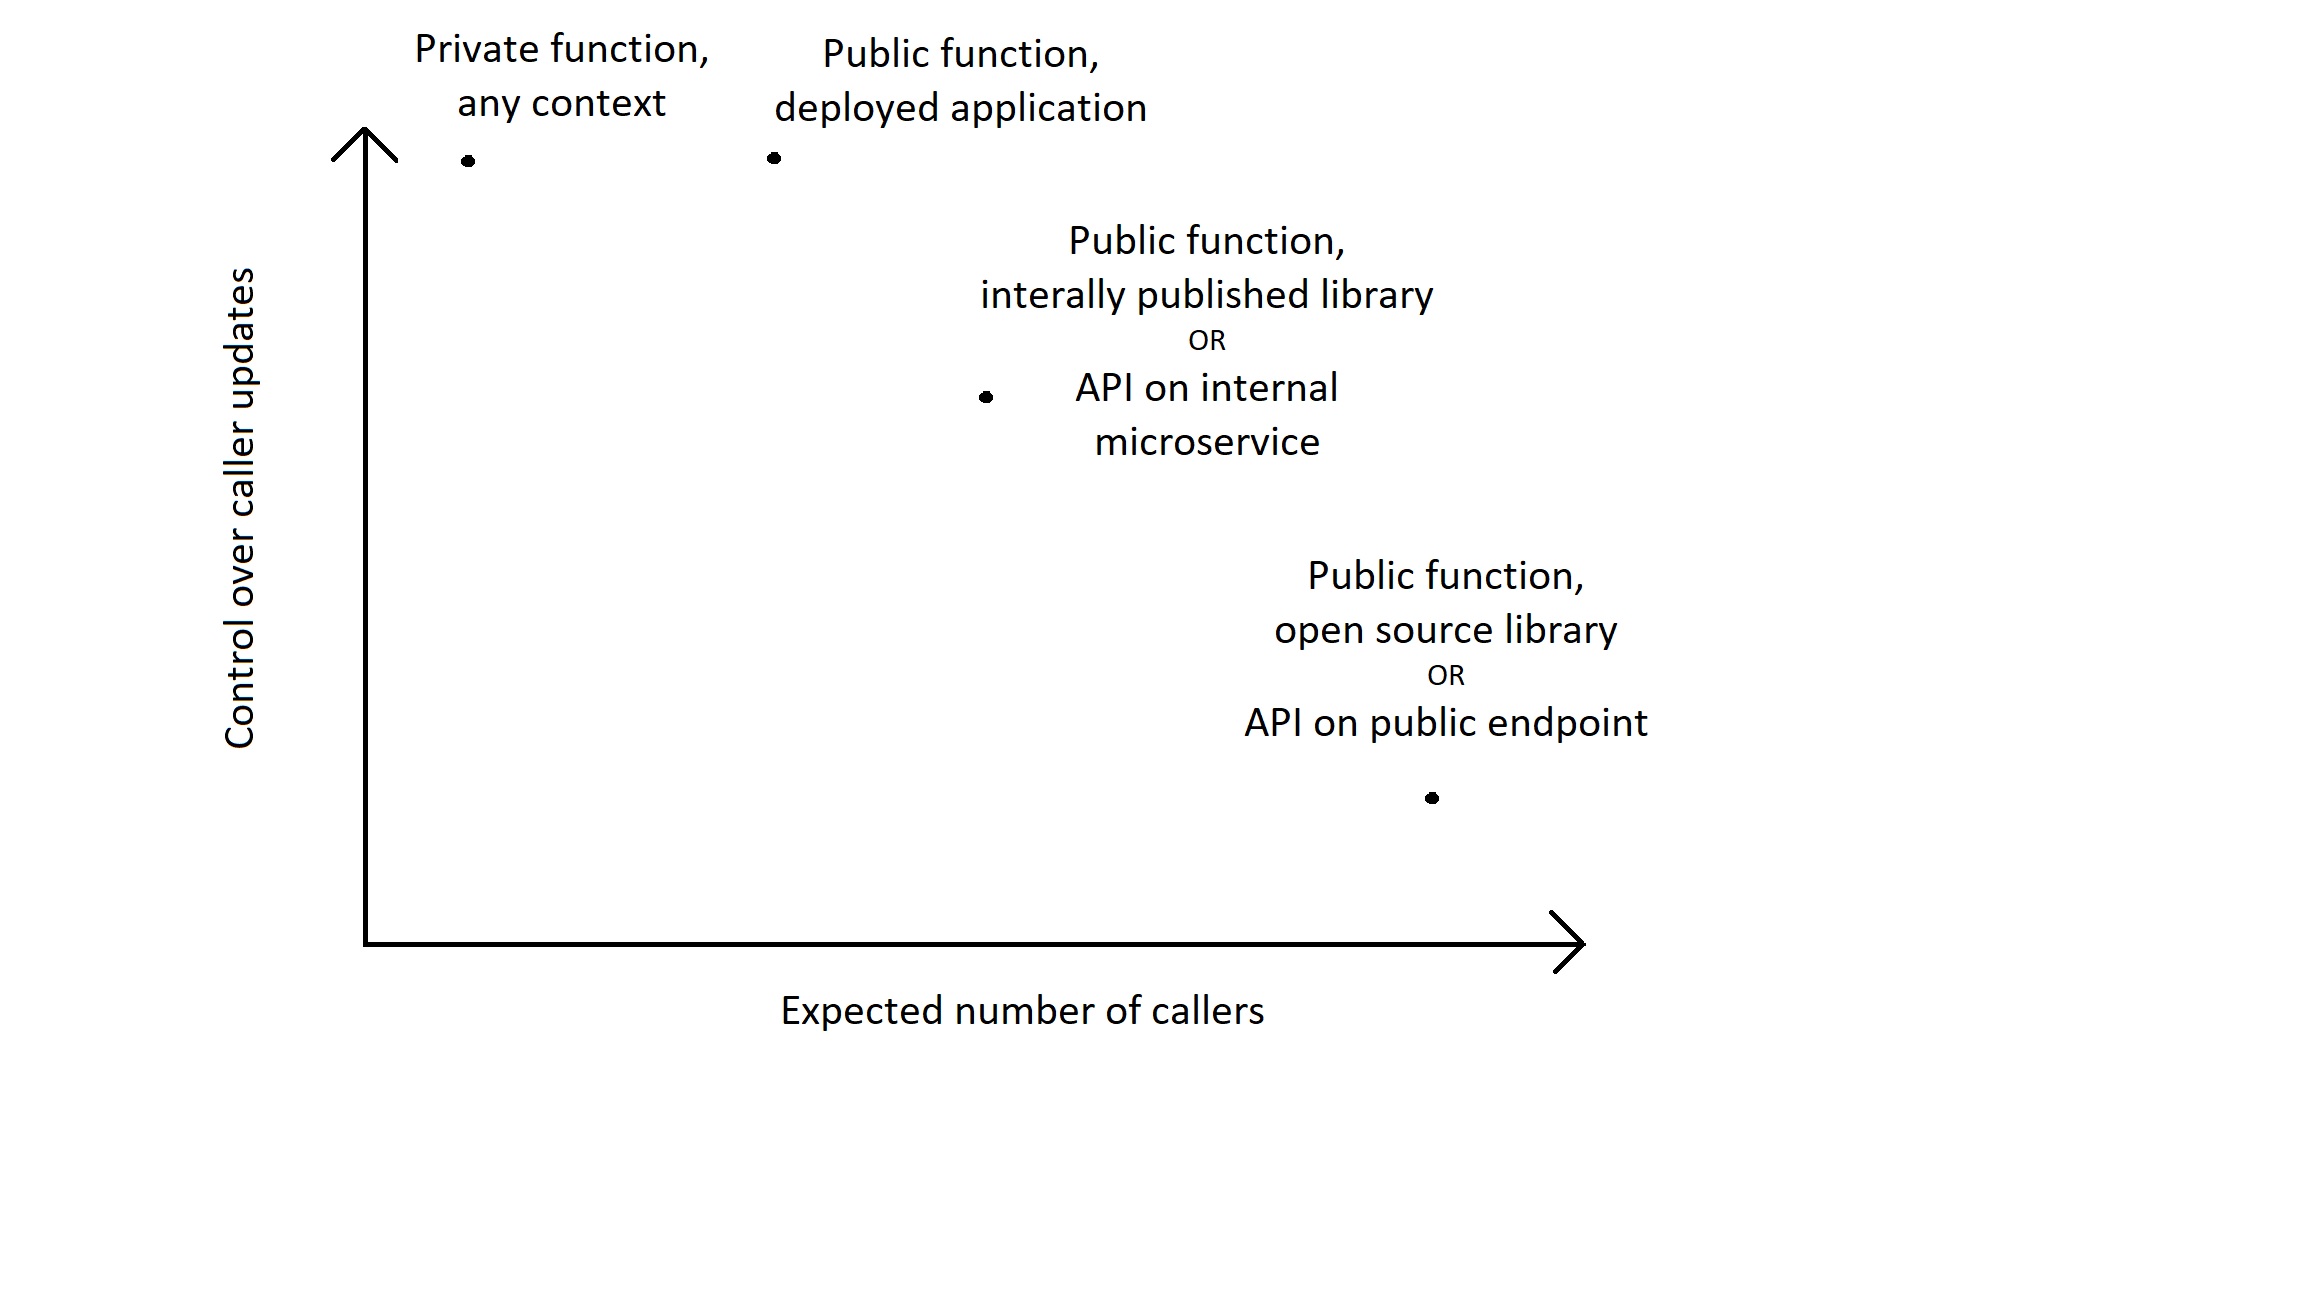 Private function,
any context
Public function,
deployed application
Public function,
interally published library
OR
API on internal
microservice
Control over caller updates
Public function,
open source library
OR
API on public endpoint
Expected number of callers